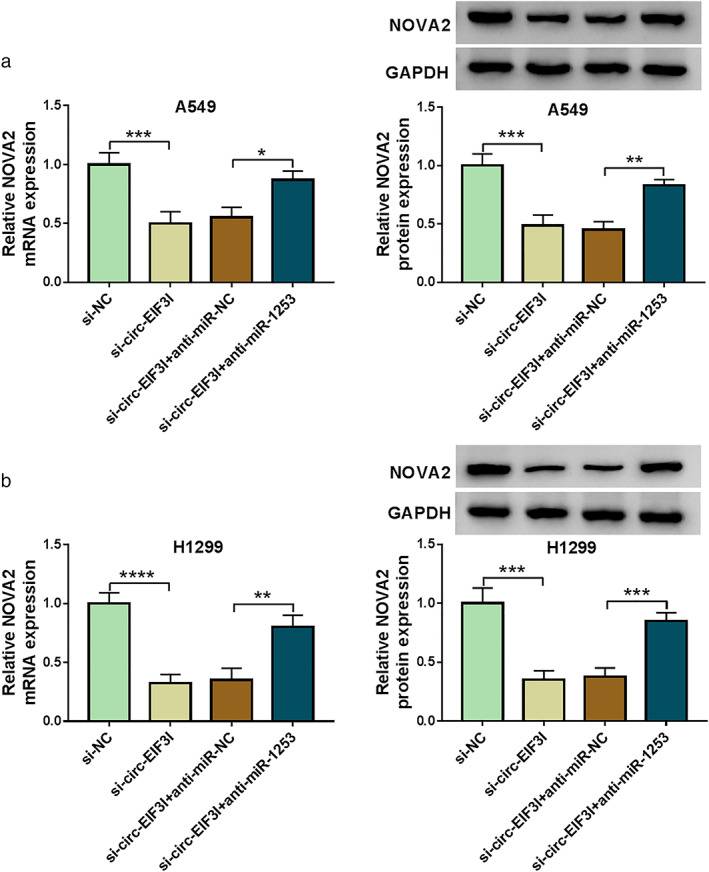 a
NOVA2
GAPDH
A549
Relative NOVA2
mRNA expression
1.5
1.0
0.5
0.0
***
*
si-NC
si-circ-EIF3I
si-circ-EIF3I+anti-miR-NC
si-circ-EIF3I+anti-miR-1253
A549
Relative NOVA2
protein expression
1.5
1.0
0.5
0.0
***
**
si-NC
si-circ-EIF3I
si-circ-EIF3I+anti-miR-NC
si-circ-EIF3I+anti-miR-1253
b
NOVA2
GAPDH
H1299
Relative NOVA2
mRNA expression
1.5
1.0
0.5
0.0
****
**
si-NC
si-circ-EIF3I
si-circ-EIF3I+anti-miR-NC
si-circ-EIF3I+anti-miR-1253
H1299
Relative NOVA2
protein expression
1.5
1.0
0.5
0.0
***
***
si-NC
si-circ-EIF3I
si-circ-EIF3I+anti-miR-NC
si-circ-EIF3I+anti-miR-1253